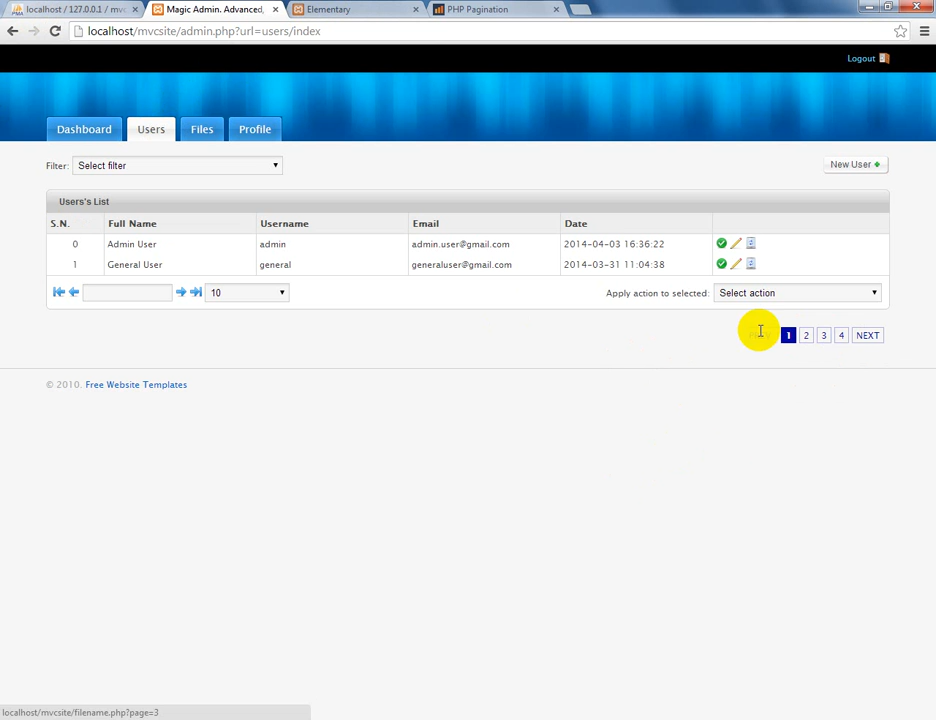 localhost / 127.0.0.1 / mvc
Magic Admin. Advanced,
Elementary
PHP Pagination
localhost/mvcsite/admin.php?url=users/index
Logout
Dashboard
Users
Files
Profile
Filter: Select filter
New User
Users's List
S.N. Full Name Username Email Date
0 Admin User admin admin.user@gmail.com 2014-04-03 16:36:22
1 General User general generaluser@gmail.com 2014-03-31 11:04:38
10
Apply action to selected: Select action
1 2 3 4 NEXT
© 2010. Free Website Templates
localhost/mvcsite/filename.php?page=3